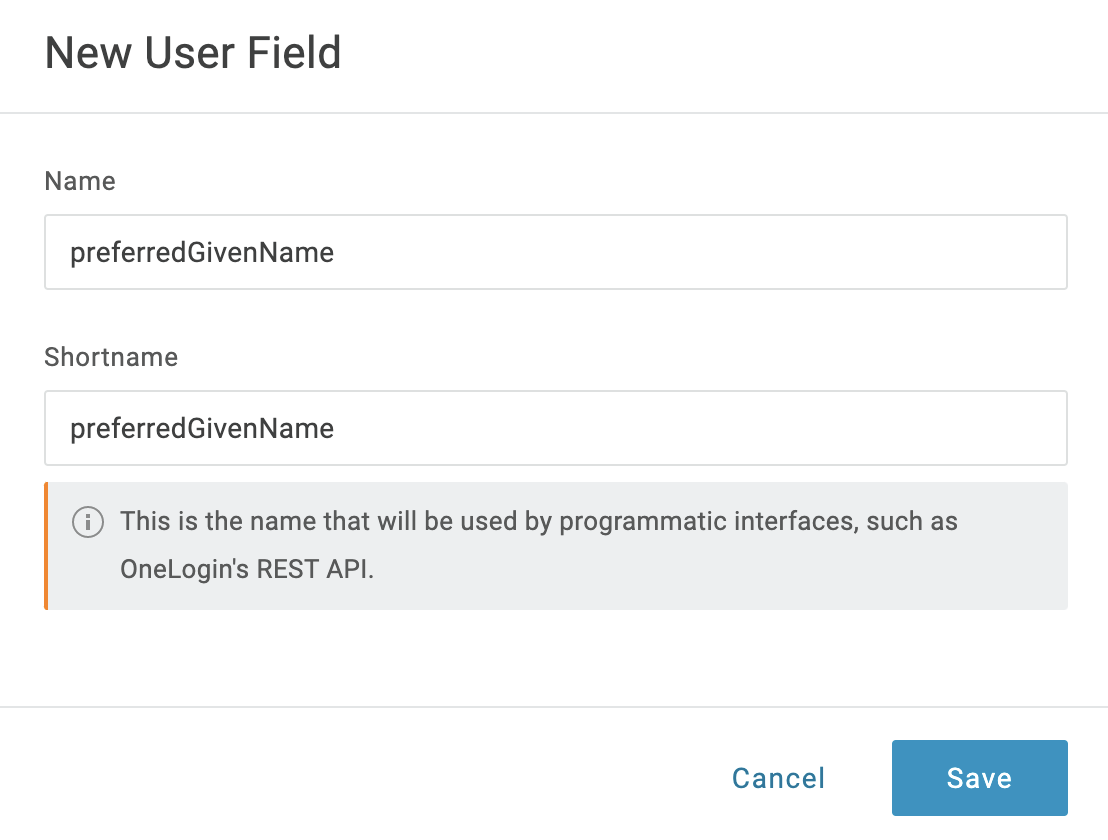 New User Field
Name
preferredGivenName
Shortname
preferredGivenName
This is the name that will be used by programmatic interfaces, such as
OneLogin's REST API.
Cancel
Save